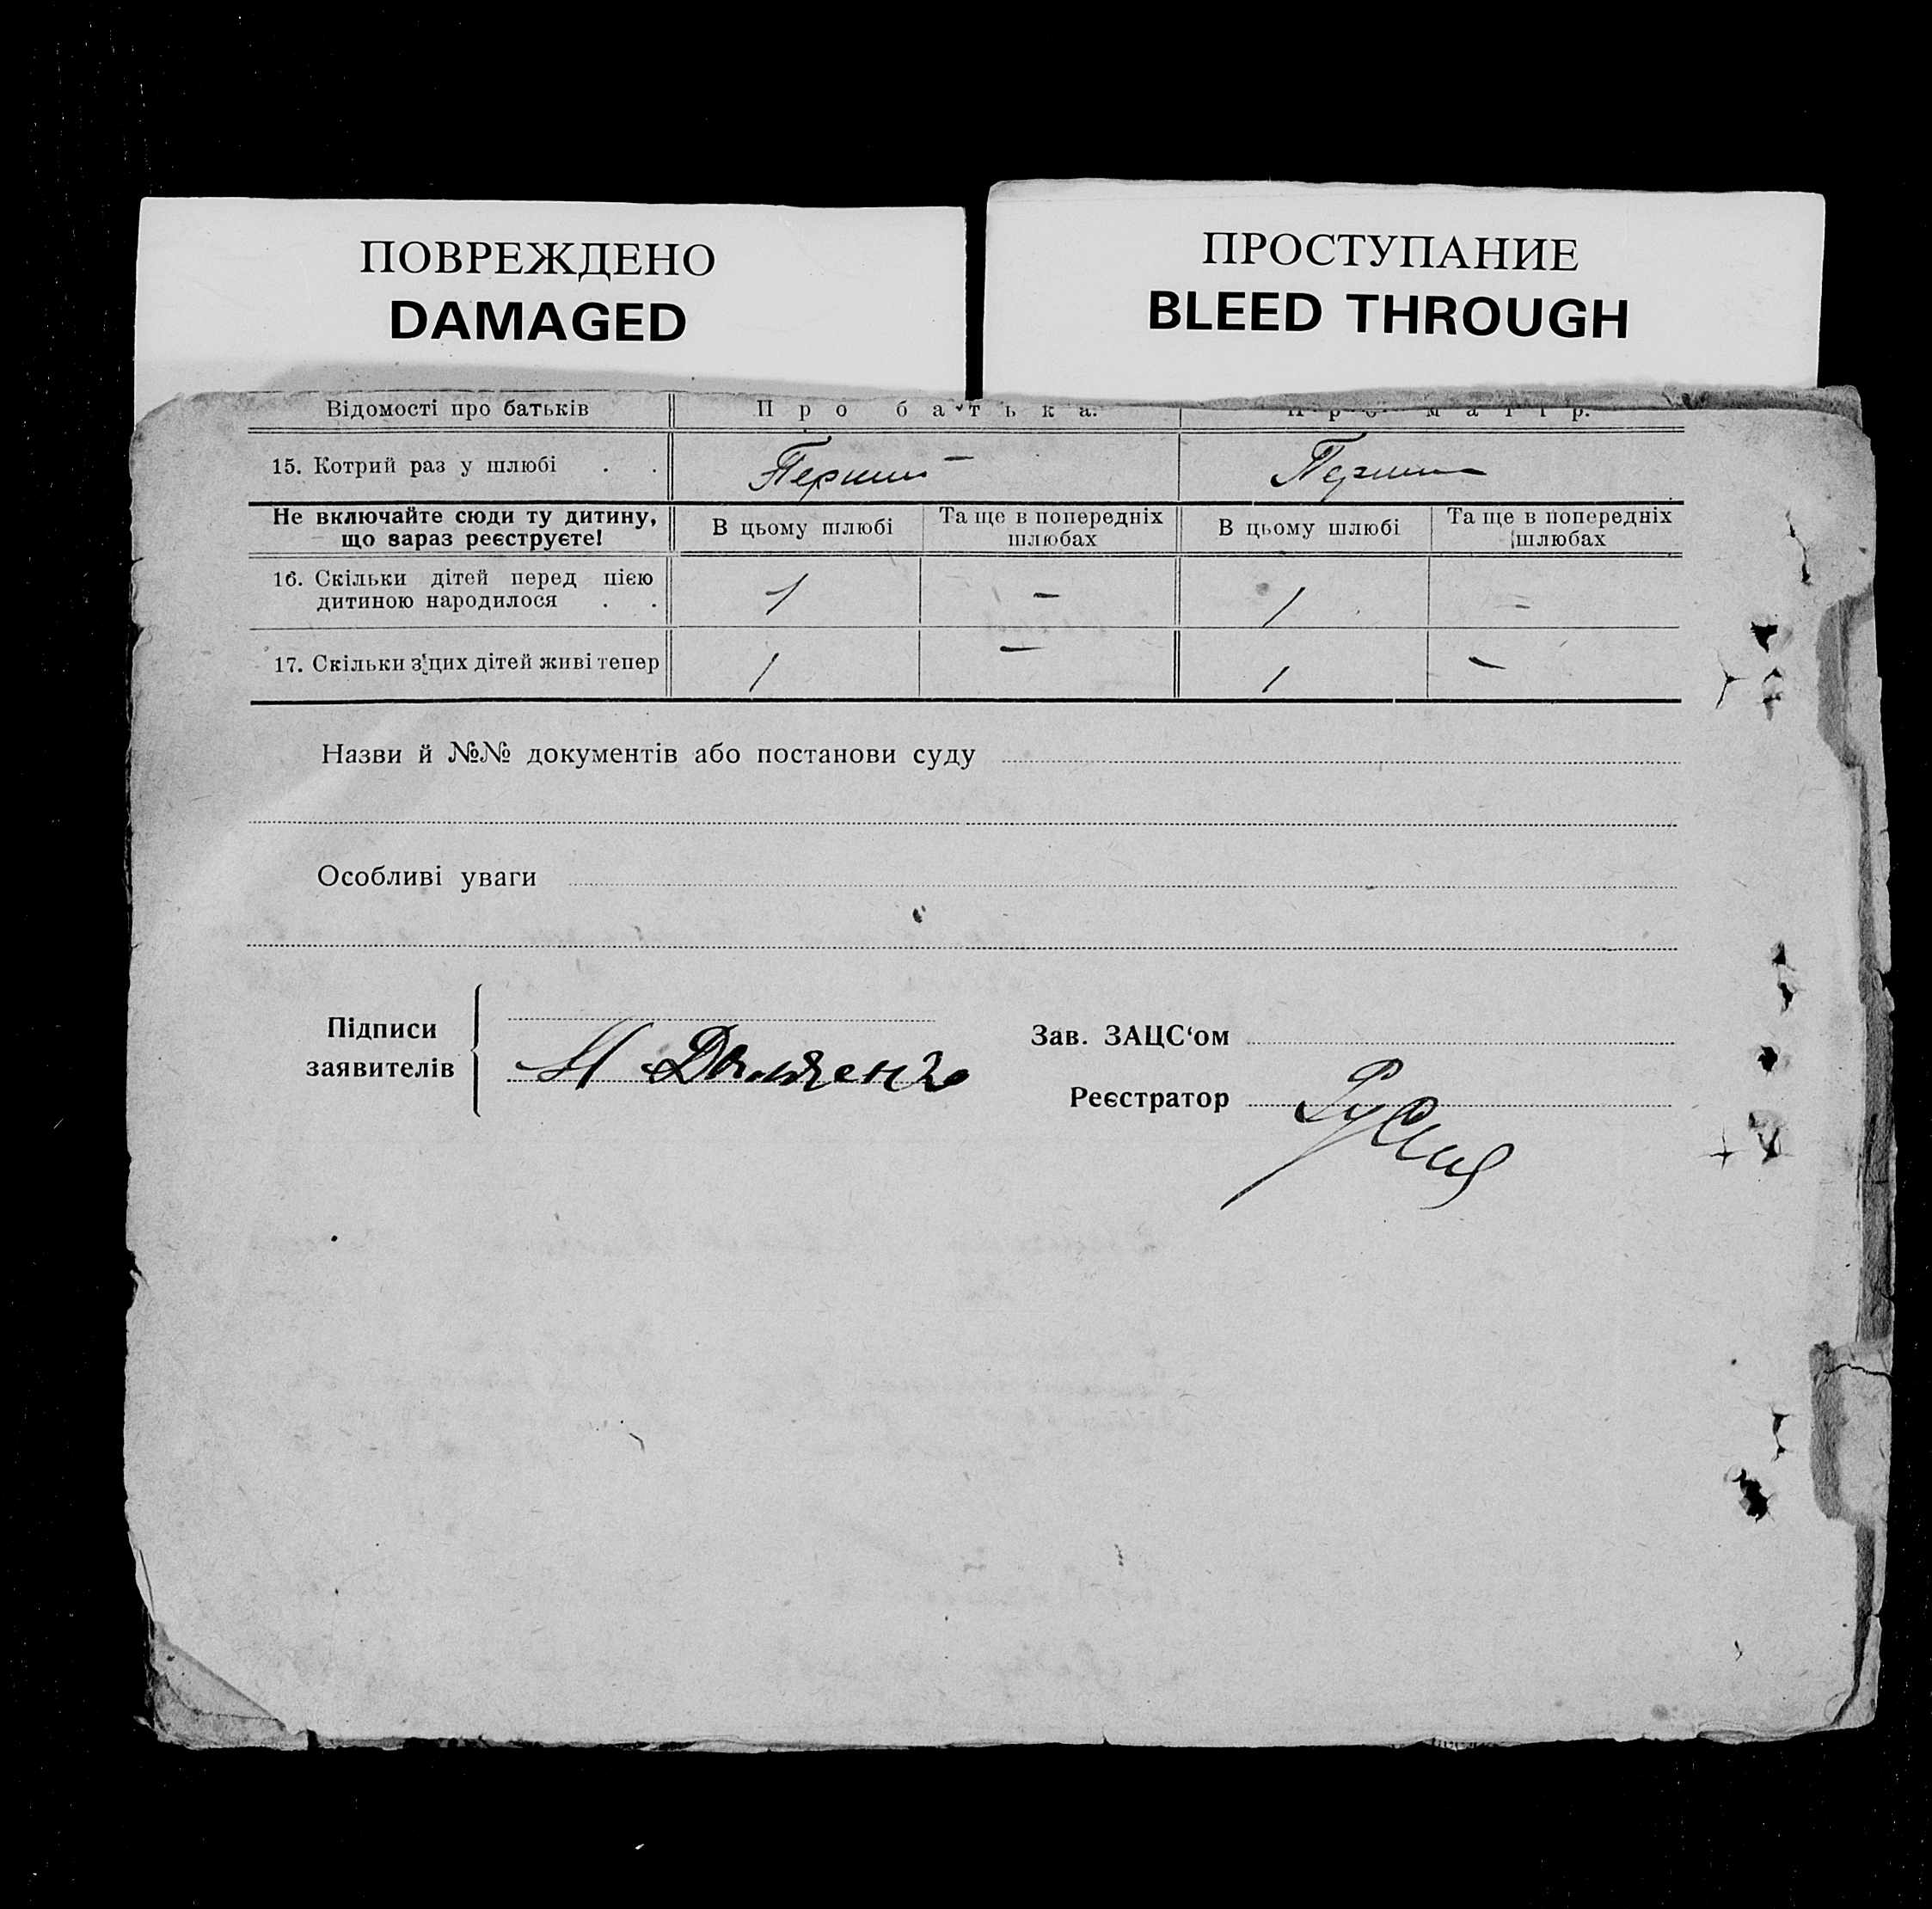 ПОВРЕЖДЕНО
DAMAGED
ПРОСТУПАНИЕ
BLEED THROUGH
Відомості про батьків Про батька. Про матір.
15. Котрий раз у шлюбі . . Перший -
Не включайте сюди ту дитину, що зараз реєструєте! В цьому шлюбі Та ще в попередніх шлюбах В цьому шлюбі Та ще в попередніх шлюбах
16. Скільки дітей перед цією
дитиною народилося . . 1 - 1 -
17. Скільки з'цих дітей живі тепер 1 - 1 -
Назви й №№ документів або постанови суду
Особливі уваги
Підписи
заявителів
Зав. ЗАЦС‘ом
Реєстратор